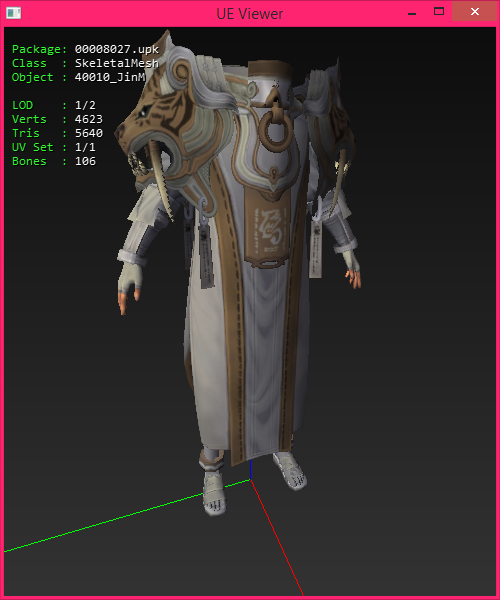 UE Viewer
Package: 00008027.upk
Class  : SkeletalMesh
Object : 40010_JinM
LOD    : 1/2
Verts  : 4623
Tris   : 5640
UV Set : 1/1
Bones  : 106